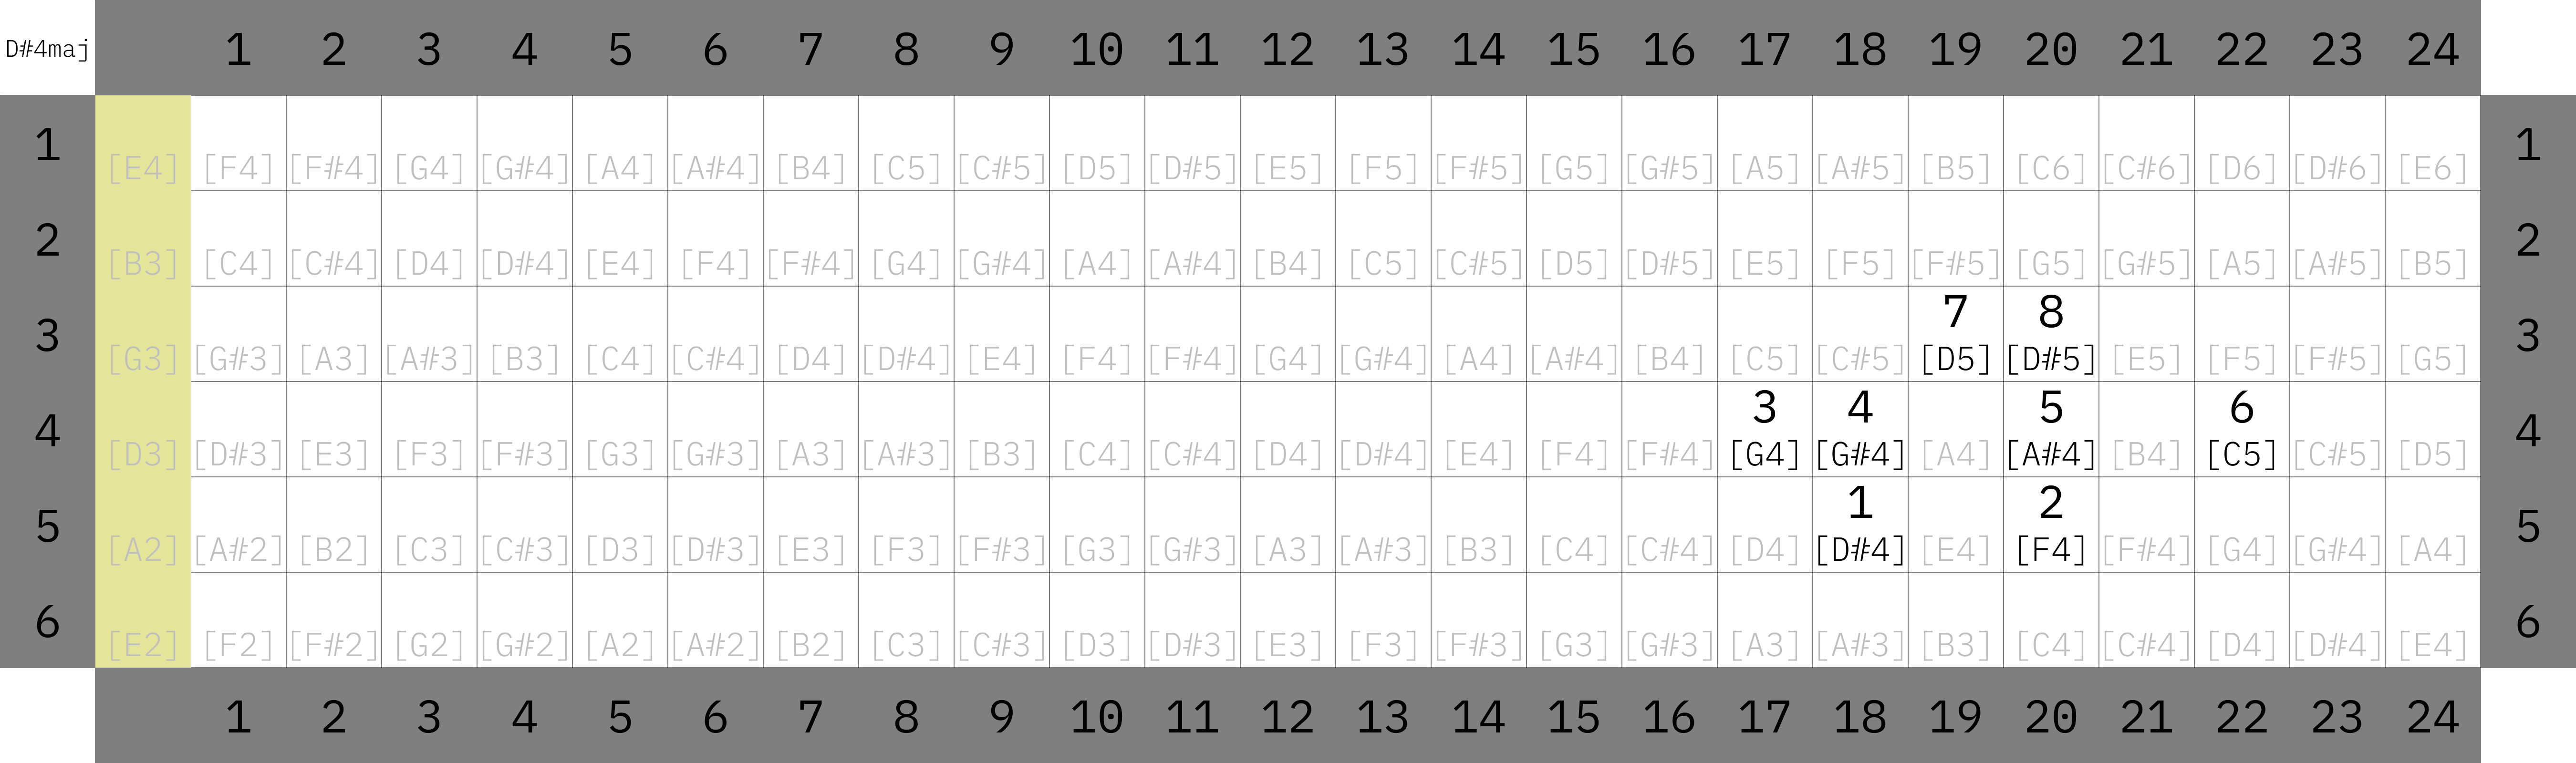 D#4maj 1 2 3 4 5 6 7 8 9 10 11 12 13 14 15 16 17 18 19 20 21 22 23 24
1 [E4] [F4] [F#4] [G4] [G#4] [A4] [A#4] [B4] [C5] [C#5] [D5] [D#5] [E5] [F5] [F#5] [G5] [G#5] [A5] [A#5] [B5] [C6] [C#6] [D6] [D#6] [E6] 1
2 [B3] [C4] [C#4] [D4] [D#4] [E4] [F4] [F#4] [G4] [G#4] [A4] [A#4] [B4] [C5] [C#5] [D5] [D#5] [E5] [F5] [F#5] [G5] [G#5] [A5] [A#5] [B5] 2
7 8
3 [G3] [G#3] [A3] [A#3] [B3] [C4] [C#4] [D4] [D#4] [E4] [F4] [F#4] [G4] [G#4] [A4] [A#4] [B4] [C5] [C#5] [D5] [D#5] [E5] [F5] [F#5] [G5] 3
3 4 5 6
4 [D3] [D#3] [E3] [F3] [F#3] [G3] [G#3] [A3] [A#3] [B3] [C4] [C#4] [D4] [D#4] [E4] [F4] [F#4] [G4] [G#4] [A4] [A#4] [B4] [C5] [C#5] [D5] 4
1 2
5 [A2] [A#2] [B2] [C3] [C#3] [D3] [D#3] [E3] [F3] [F#3] [G3] [G#3] [A3] [A#3] [B3] [C4] [C#4] [D4] [D#4] [E4] [F4] [F#4] [G4] [G#4] [A4] 5
6 [E2] [F2] [F#2] [G2] [G#2] [A2] [A#2] [B2] [C3] [C#3] [D3] [D#3] [E3] [F3] [F#3] [G3] [G#3] [A3] [A#3] [B3] [C4] [C#4] [D4] [D#4] [E4] 6
1 2 3 4 5 6 7 8 9 10 11 12 13 14 15 16 17 18 19 20 21 22 23 24